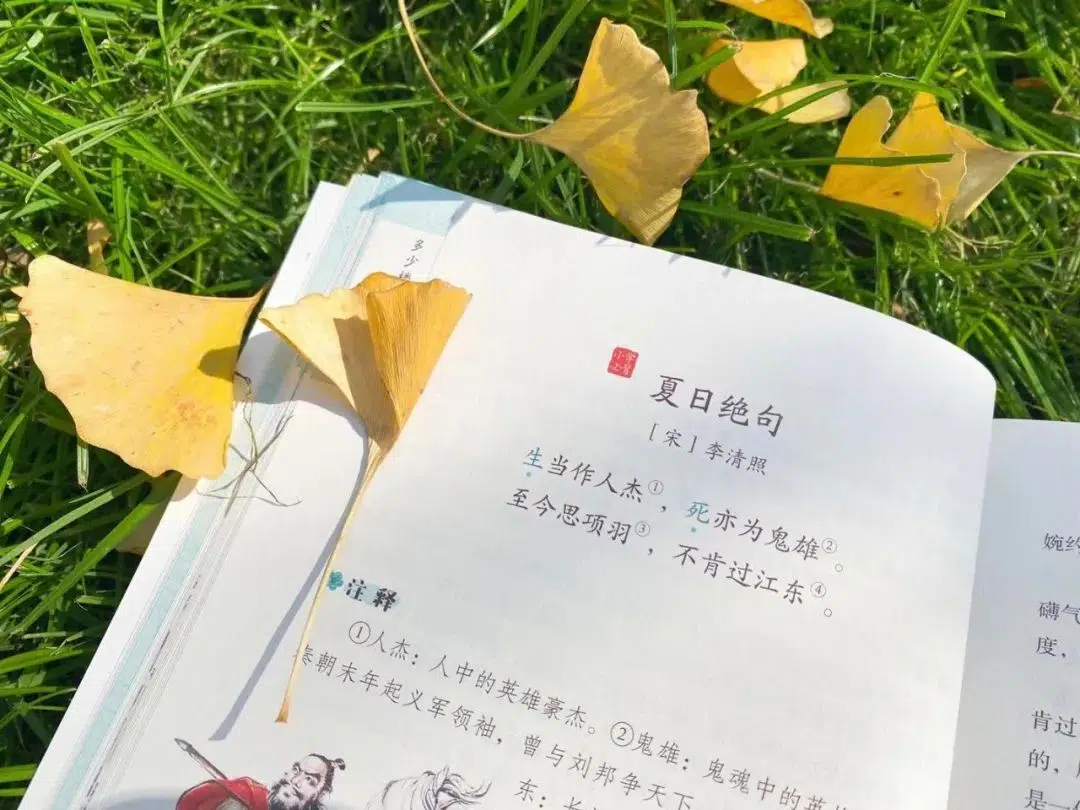 多少
夏日绝句
[宋]李清照
生当作人杰①，死亦为鬼雄②。
至今思项羽③，不肯过江东④。
注释
①人杰：人中的英雄豪杰。②鬼雄：鬼魂中的英
秦朝末年起义军领袖，曾与刘邦争天下
东：长
婉约
礴气
度，
肯过
的，
是一